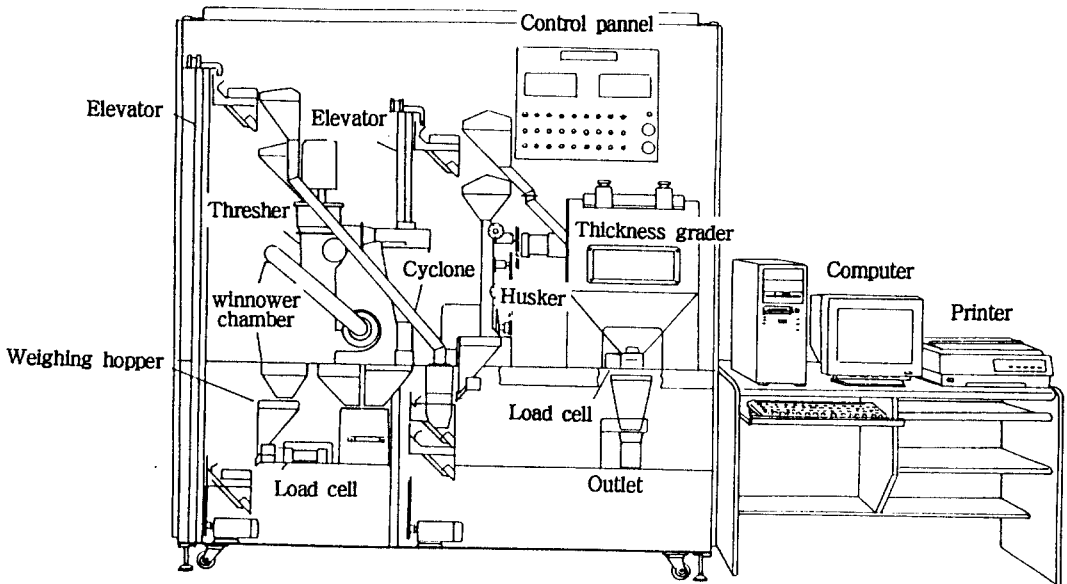 Control pannel
Elevator
Elevator
Thresher
Thickness grader
Cyclone
Computer
winnower
chamber
Husker
Printer
Weighing hopper
Load cell
Load cell
Outlet